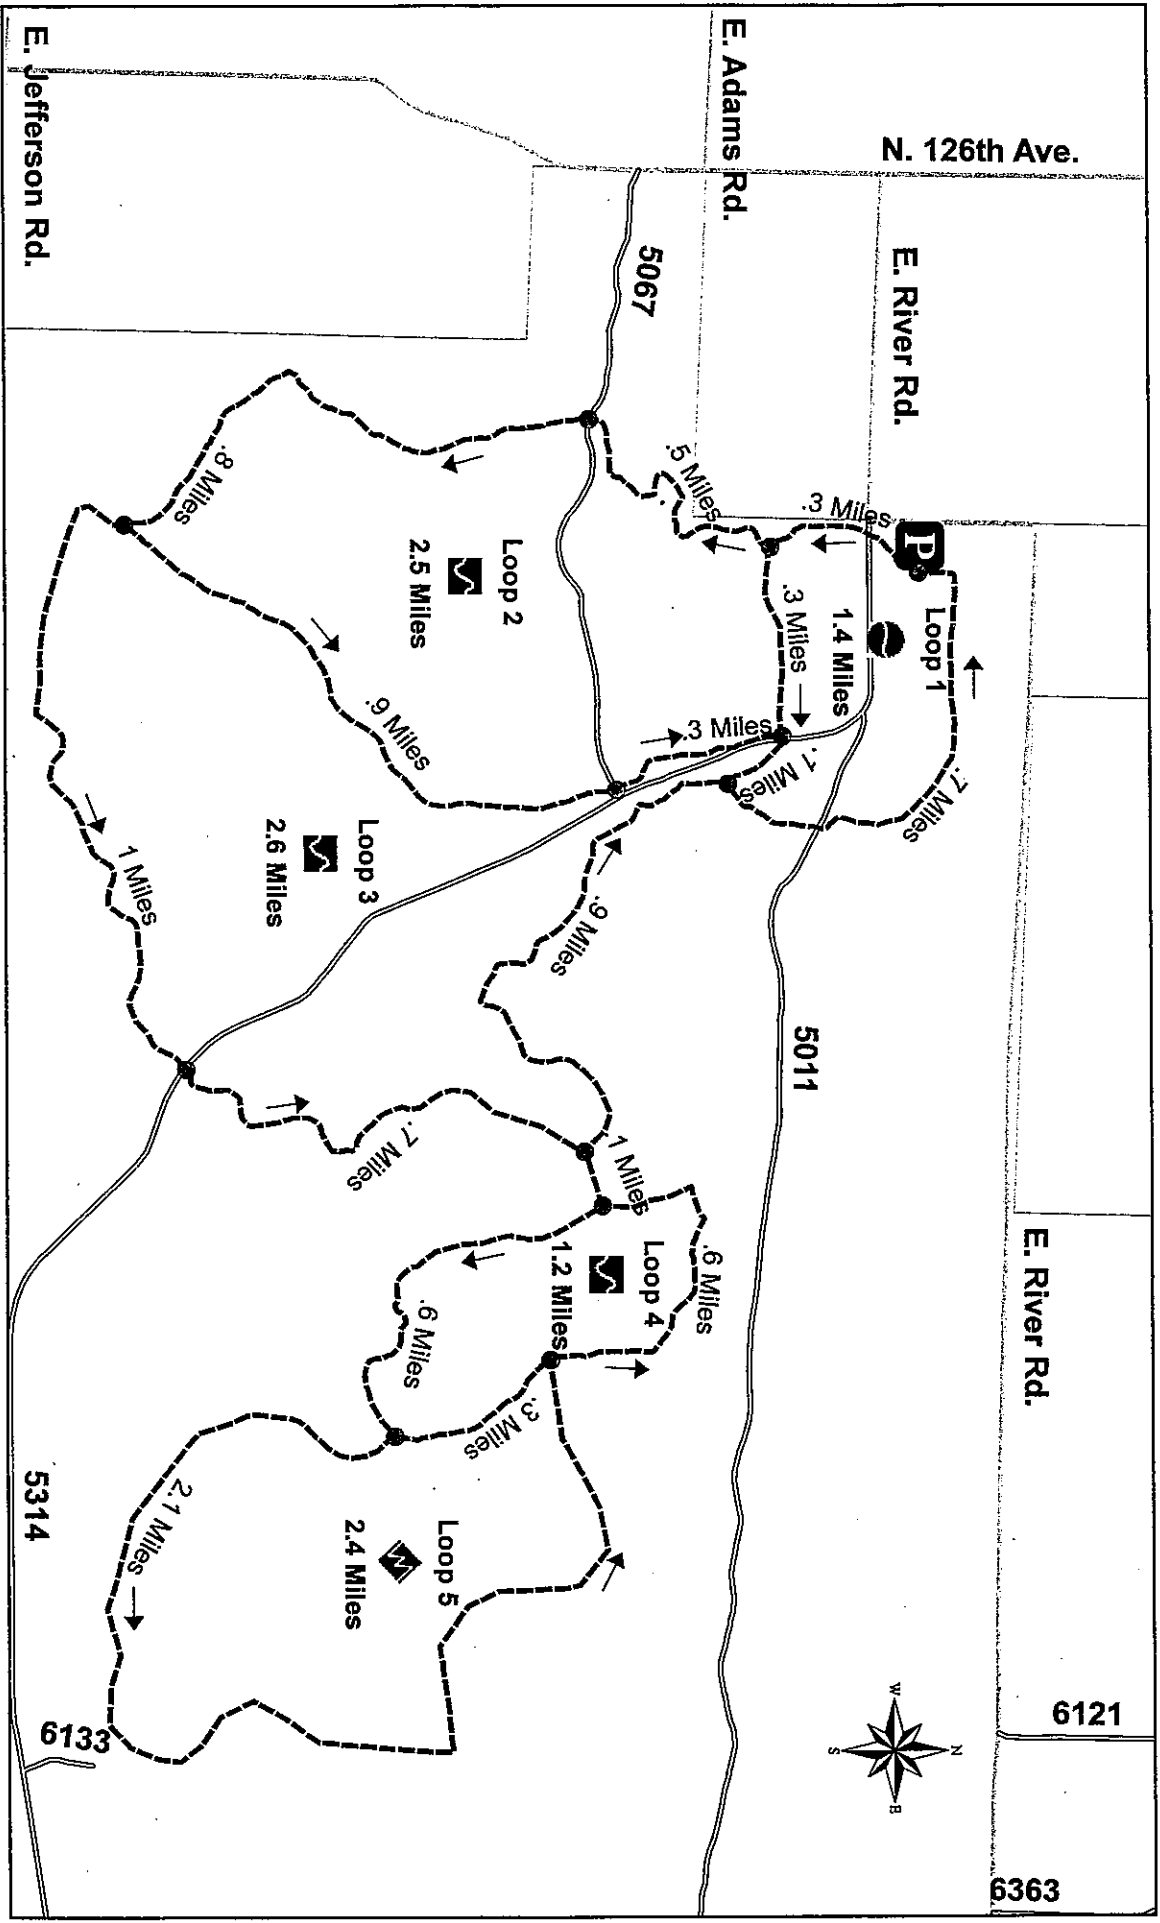 E. Jefferson Rd.
E. Adams Rd.
N. 126th Ave.
E. River Rd.
5067
.5 Miles
.3 Miles
P
Loop 1
1.4 Miles
.3 Miles
.3 Miles
.1 Miles
.7 Miles
.8 Miles
Loop 2
2.5 Miles
.9 Miles
Loop 3
2.6 Miles
1 Miles
.9 Miles
5011
.7 Miles
.1 Miles
E. River Rd.
Loop 4
1.2 Miles
.6 Miles
.6 Miles
.3 Miles
Loop 5
2.4 Miles
2.1 Miles
5314
6133
6121
6363
N
E
S
W